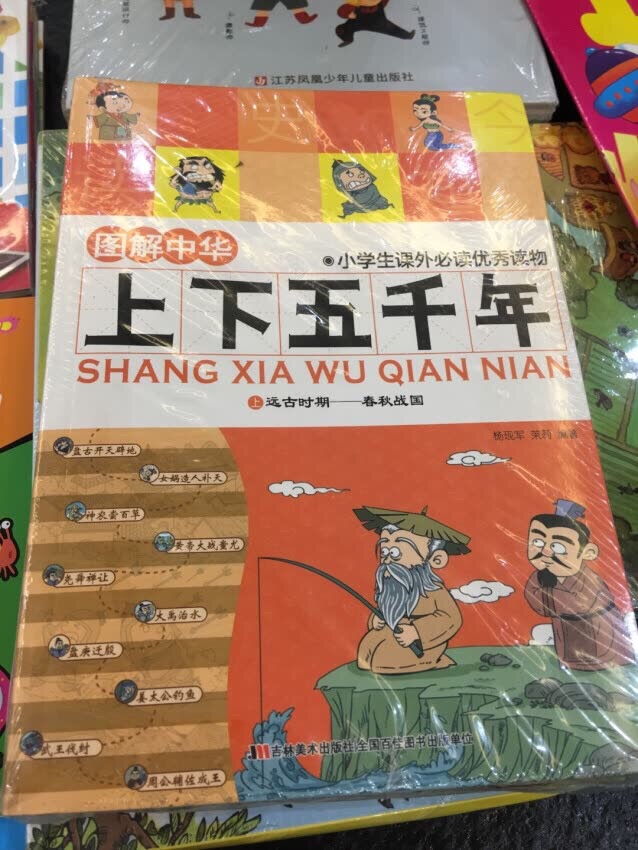 江苏凤凰少年儿童出版社
史
今
图解中华
小学生课外必读优秀读物
上下五千年
SHANG XIA WU QIAN NIAN
上 远古时期——春秋战国
杨现军 茉莉 编著
盘古开天辟地
女娲造人补天
神农尝百草
黄帝大战蚩尤
尧舜禅让
大禹治水
盘庚迁殷
姜太公钓鱼
武王伐纣
周公辅佐成王
吉林美术出版社 全国百佳图书出版单位